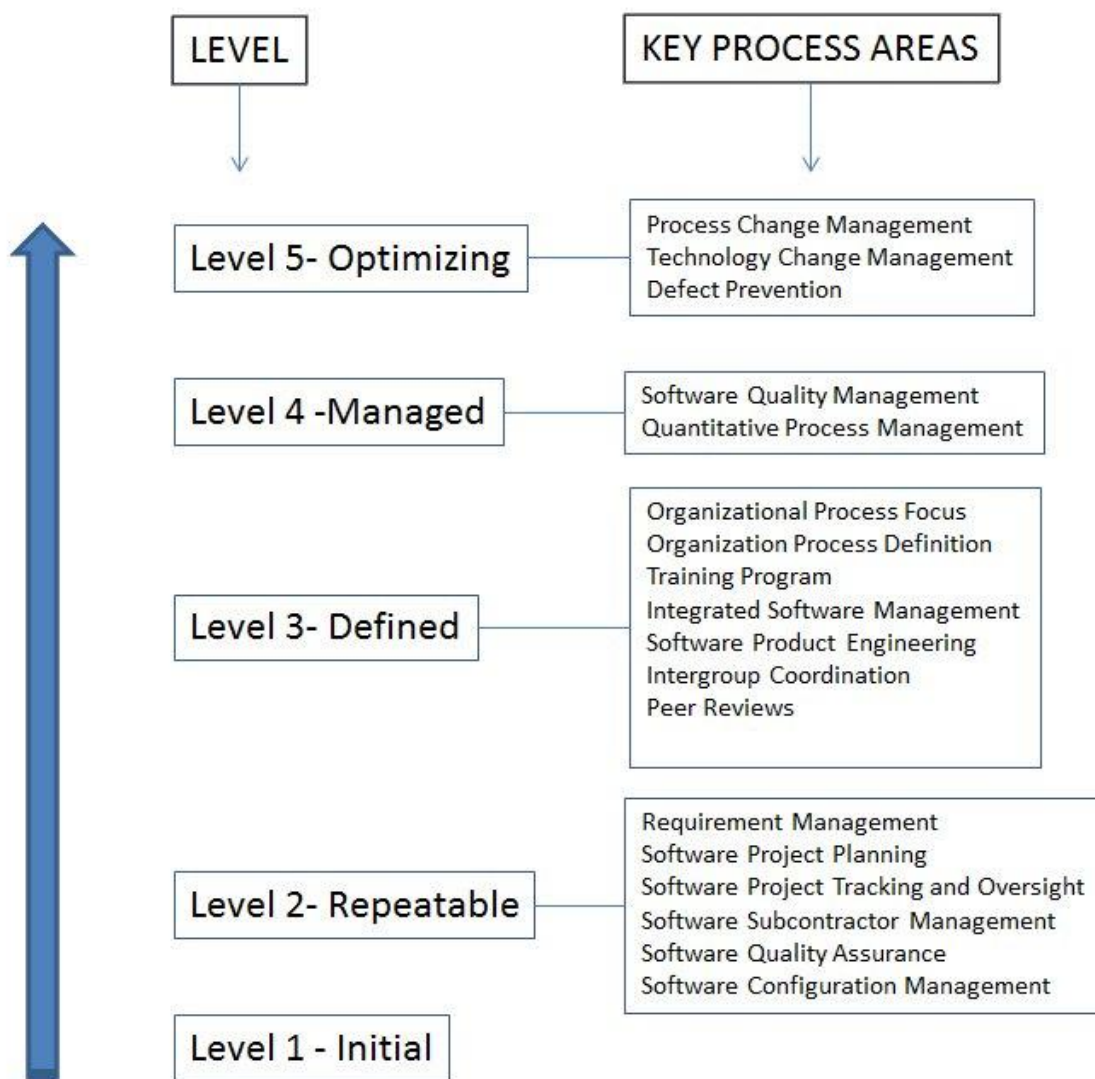 LEVEL
KEY PROCESS AREAS
Level 5- Optimizing
Process Change Management
Technology Change Management
Defect Prevention
Level 4 -Managed
Software Quality Management
Quantitative Process Management
Level 3- Defined
Organizational Process Focus
Organization Process Definition
Training Program
Integrated Software Management
Software Product Engineering
Intergroup Coordination
Peer Reviews
Level 2- Repeatable
Requirement Management
Software Project Planning
Software Project Tracking and Oversight
Software Subcontractor Management
Software Quality Assurance
Software Configuration Management
Level 1 - Initial